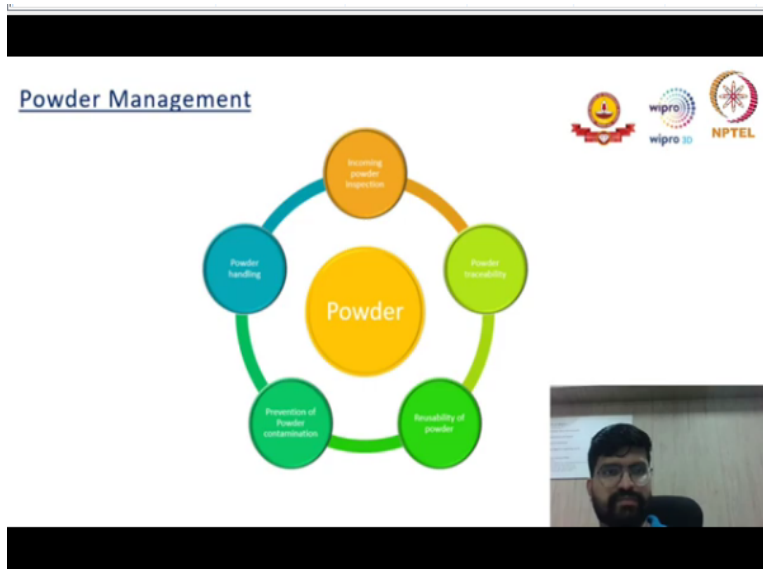 Powder Management
wipro
wipro 3D
NPTEL
Incoming
powder
Inspection
Powder
traceability
Reusability of
powder
Prevention of
Powder
contamination
Powder
handling
Powder